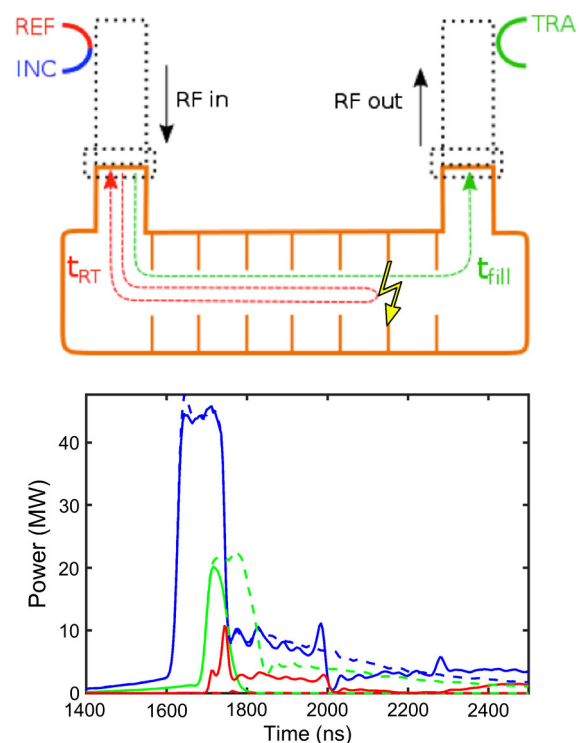 REF
TRA
INC
RF in
RF out
tRT
tfill
Power (MW)
40
30
20
10
0
1400 1600 1800 2000 2200 2400
Time (ns)